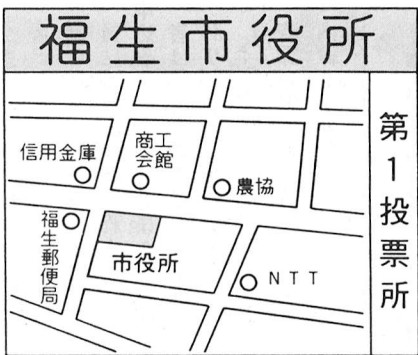 福生市役所
第1投票所
信用金庫
商工
会館
農協
福生郵便局
市役所
NTT